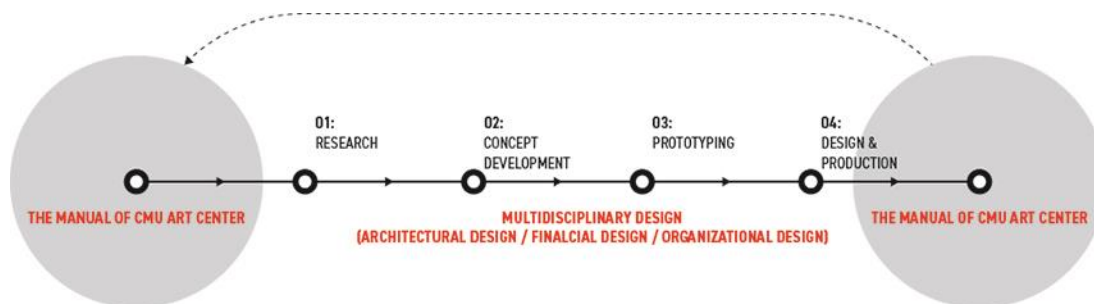 01:
RESEARCH
02:
CONCEPT
DEVELOPMENT
03:
PROTOTYPING
04:
DESIGN &
PRODUCTION
THE MANUAL OF CMU ART CENTER
MULTIDISCIPLINARY DESIGN
(ARCHITECTURAL DESIGN / FINALCIAL DESIGN / ORGANIZATIONAL DESIGN)
THE MANUAL OF CMU ART CENTER